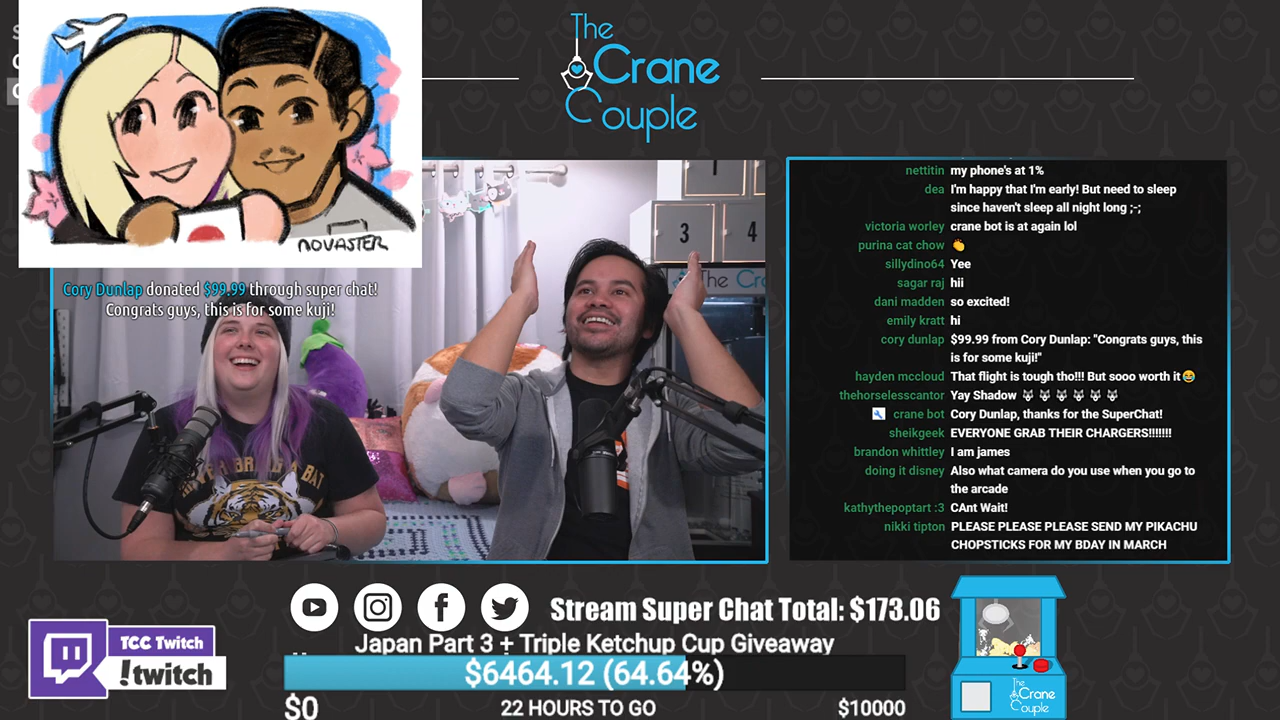 The
Crane
Couple
NOVASTER
Cory Dunlap donated $99.99 through super chat!
Congrats guys, this is for some kuji!
1
3
4
The Cra
nettitin my phone's at 1%
dea I'm happy that I'm early! But need to sleep
since haven't sleep all night long ;-;
victoria worley crane bot is at again lol
purina cat chow 👏
sillydino64 Yee
sagar raj hii
dani madden so excited!
emily kratt hi
cory dunlap $99.99 from Cory Dunlap: "Congrats guys, this
is for some kuji!"
hayden mccloud That flight is tough tho!!! But sooo worth it😂
thehorselesscantor Yay Shadow 🐺 🐺 🐺 🐺 🐺 🐺
crane bot Cory Dunlap, thanks for the SuperChat!
sheikgeek EVERYONE GRAB THEIR CHARGERS!!!!!!!
brandon whittley I am james
doing it disney Also what camera do you use when you go to
the arcade
kathythepoptart :3 CAnt Wait!
nikki tipton PLEASE PLEASE PLEASE SEND MY PIKACHU
CHOPSTICKS FOR MY BDAY IN MARCH
Stream Super Chat Total: $173.06
Japan Part 3 + Triple Ketchup Cup Giveaway
$6464.12 (64.64%)
$0
22 HOURS TO GO
$10000
TCC Twitch
!twitch
The
Crane
Couple